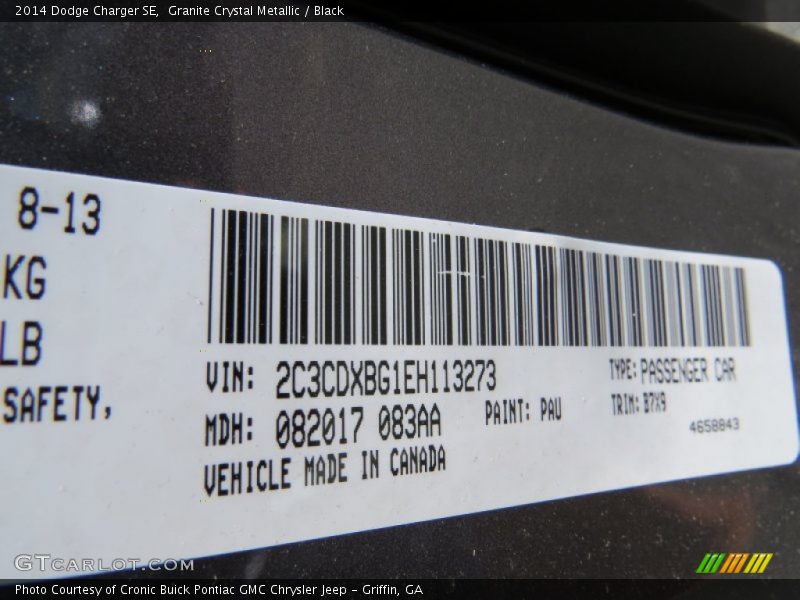 2014 Dodge Charger SE,  Granite Crystal Metallic / Black
8-13
KG
LB
SAFETY,
VIN: 2C3CDXBG1EH113273
TYPE: PASSENGER CAR
MDH: 082017 083AA
PAINT: PAU
TRIM: B7X9
VEHICLE MADE IN CANADA
4658843
GTCARLOT.COM
Photo Courtesy of Cronic Buick Pontiac GMC Chrysler Jeep - Griffin, GA